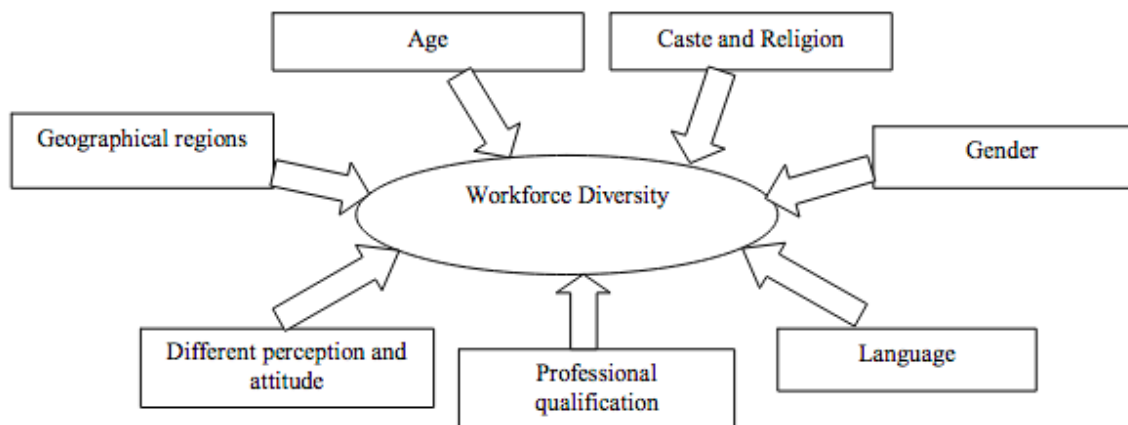 Age
Caste and Religion
Geographical regions
Gender
Workforce Diversity
Different perception and
attitude
Professional
qualification
Language